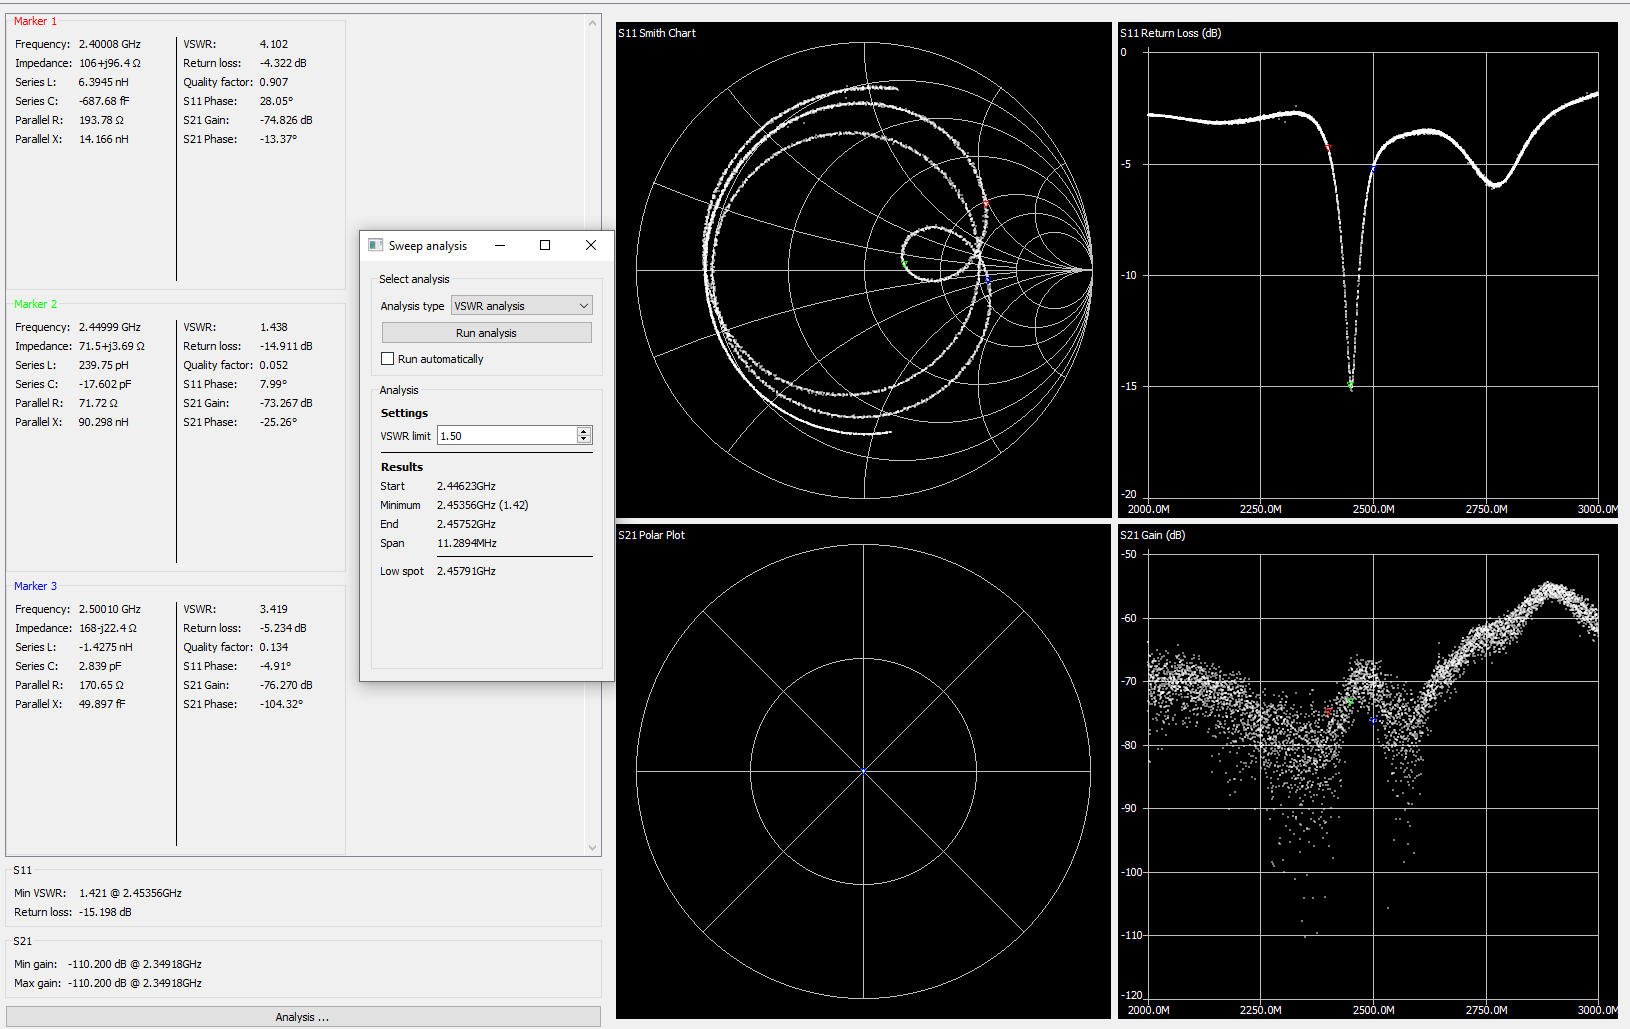 Marker 1
Frequency: 2.40008 GHz VSWR: 4.102
Impedance: 106+j96.4 Ω Return loss: -4.322 dB
Series L: 6.3945 nH Quality factor: 0.907
Series C: -687.68 fF S11 Phase: 28.05°
Parallel R: 193.78 Ω S21 Gain: -74.826 dB
Parallel X: 14.166 nH S21 Phase: -13.37°
Marker 2
Frequency: 2.44999 GHz VSWR: 1.438
Impedance: 71.5+j3.69 Ω Return loss: -14.911 dB
Series L: 239.75 pH Quality factor: 0.052
Series C: -17.602 pF S11 Phase: 7.99°
Parallel R: 71.72 Ω S21 Gain: -73.267 dB
Parallel X: 90.298 nH S21 Phase: -25.26°
Marker 3
Frequency: 2.50010 GHz VSWR: 3.419
Impedance: 168-j22.4 Ω Return loss: -5.234 dB
Series L: -1.4275 nH Quality factor: 0.134
Series C: 2.839 pF S11 Phase: -4.91°
Parallel R: 170.65 Ω S21 Gain: -76.270 dB
Parallel X: 49.897 fF S21 Phase: -104.32°
S11
Min VSWR: 1.421 @ 2.45356GHz
Return loss: -15.198 dB
S21
Min gain: -110.200 dB @ 2.34918GHz
Max gain: -110.200 dB @ 2.34918GHz
Analysis ...
Sweep analysis
Select analysis
Analysis type VSWR analysis
Run analysis
Run automatically
Analysis
Settings
VSWR limit 1.50
Results
Start 2.44623GHz
Minimum 2.45356GHz (1.42)
End 2.45752GHz
Span 11.2894MHz
Low spot 2.45791GHz
S11 Smith Chart
S11 Return Loss (dB)
0
-5
-10
-15
-20
2000.0M 2250.0M 2500.0M 2750.0M 3000.0M
S21 Polar Plot
S21 Gain (dB)
-50
-60
-70
-80
-90
-100
-110
-120
2000.0M 2250.0M 2500.0M 2750.0M 3000.0M